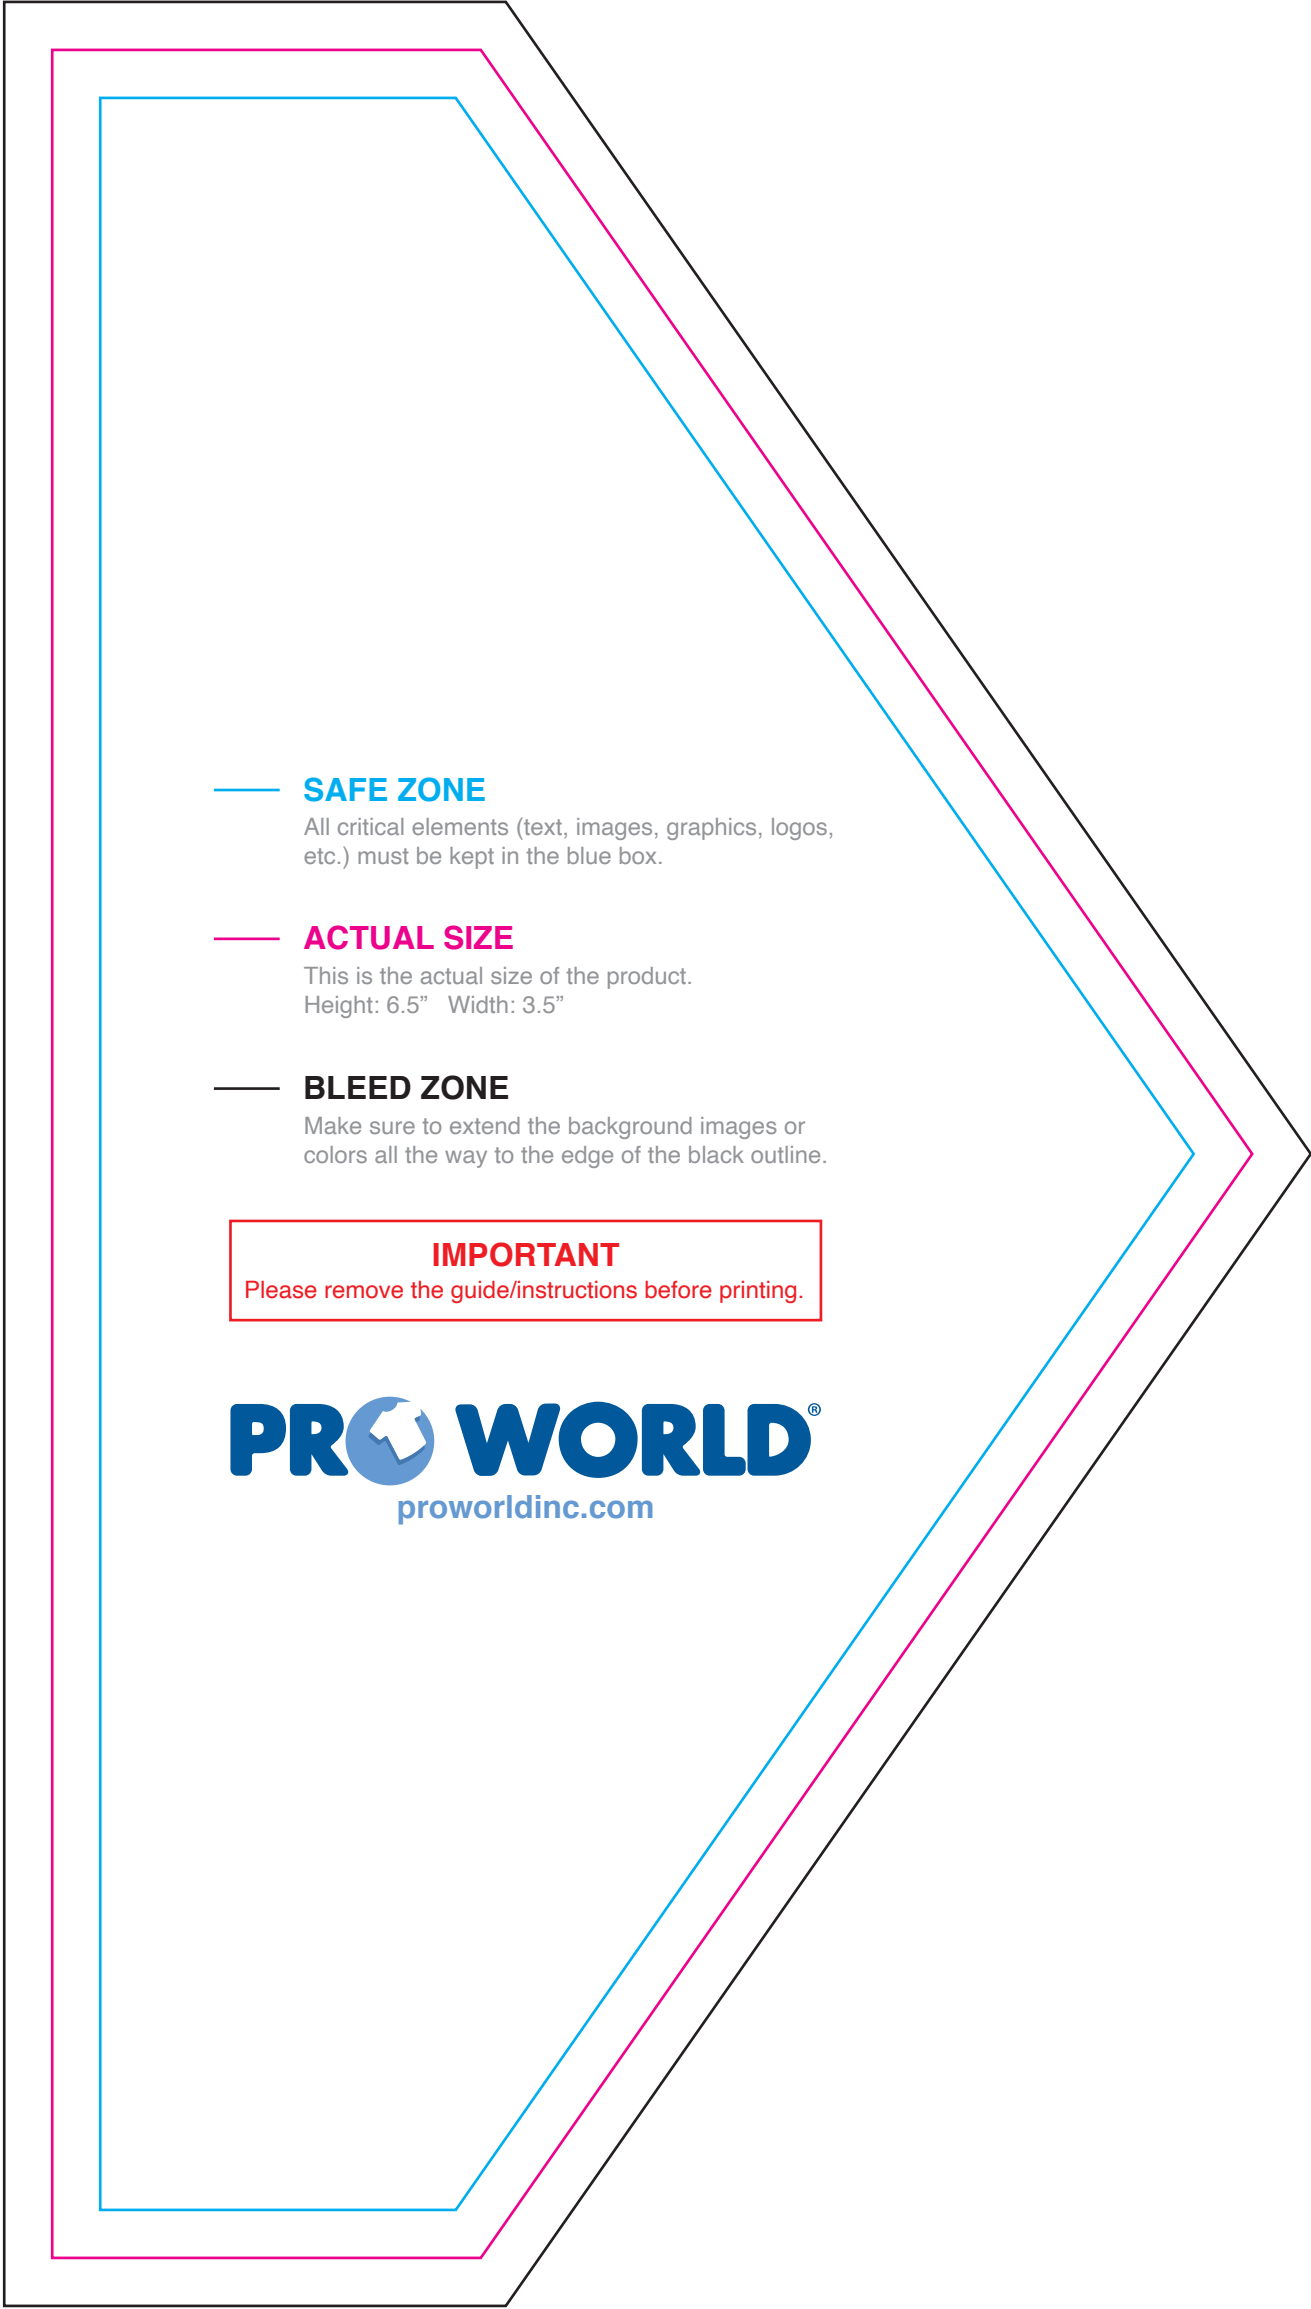 SAFE ZONE
All critical elements (text, images, graphics, logos,
etc.) must be kept in the blue box.
ACTUAL SIZE
This is the actual size of the product.
Height: 6.5”   Width: 3.5”
BLEED ZONE
Make sure to extend the background images or
colors all the way to the edge of the black outline.
IMPORTANT
Please remove the guide/instructions before printing.
PRO WORLD®
proworldinc.com